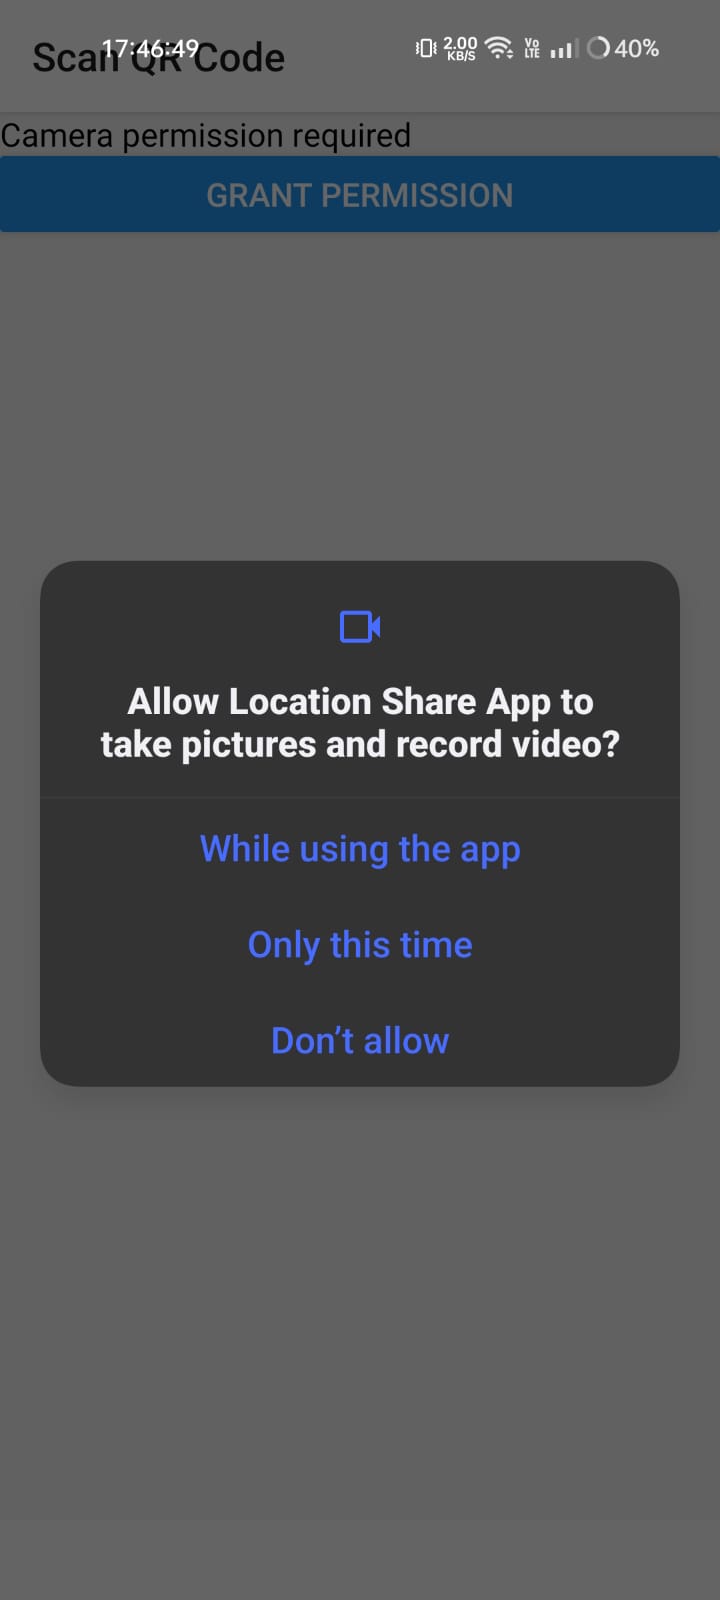 17:46:49
2.00
KB/S
Vo
LTE
40%
Scan QR Code
Camera permission required
GRANT PERMISSION
Allow Location Share App to
take pictures and record video?
While using the app
Only this time
Don’t allow